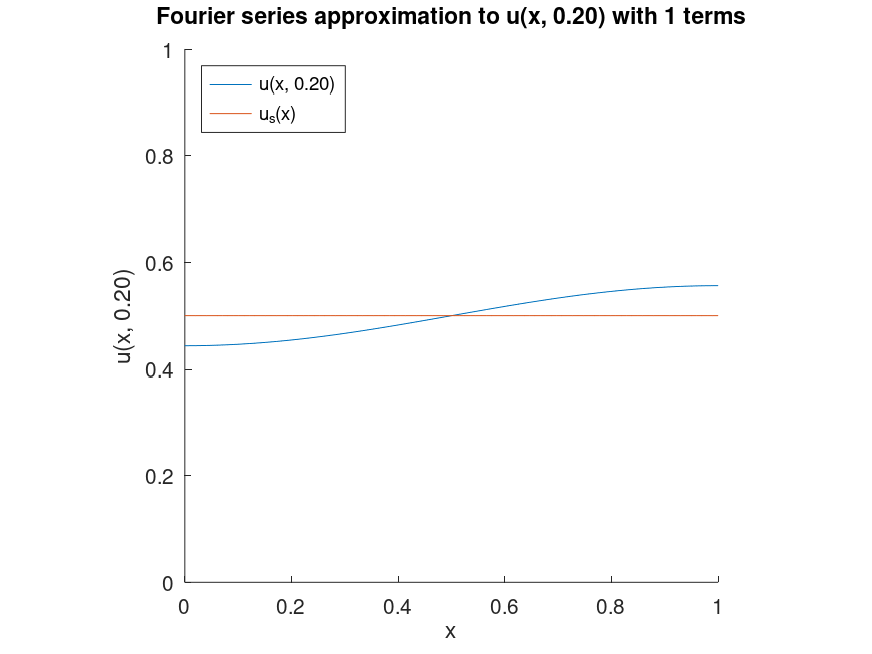 Fourier series approximation to u(x, 0.20) with 1 terms
1
0.8
0.6
0.4
0.2
0
u(x, 0.20)
u(x, 0.20)
uₛ(x)
0 0.2 0.4 0.6 0.8 1
x